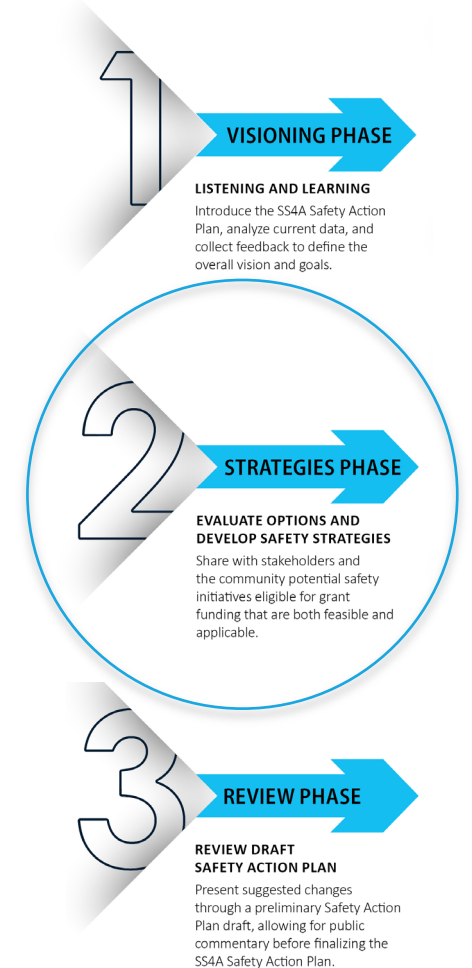 1
VISIONING PHASE
LISTENING AND LEARNING
Introduce the SS4A Safety Action
Plan, analyze current data, and
collect feedback to define the
overall vision and goals.
2
STRATEGIES PHASE
EVALUATE OPTIONS AND
DEVELOP SAFETY STRATEGIES
Share with stakeholders and
the community potential safety
initiatives eligible for grant
funding that are both feasible and
applicable.
3
REVIEW PHASE
REVIEW DRAFT
SAFETY ACTION PLAN
Present suggested changes
through a preliminary Safety Action
Plan draft, allowing for public
commentary before finalizing the
SS4A Safety Action Plan.